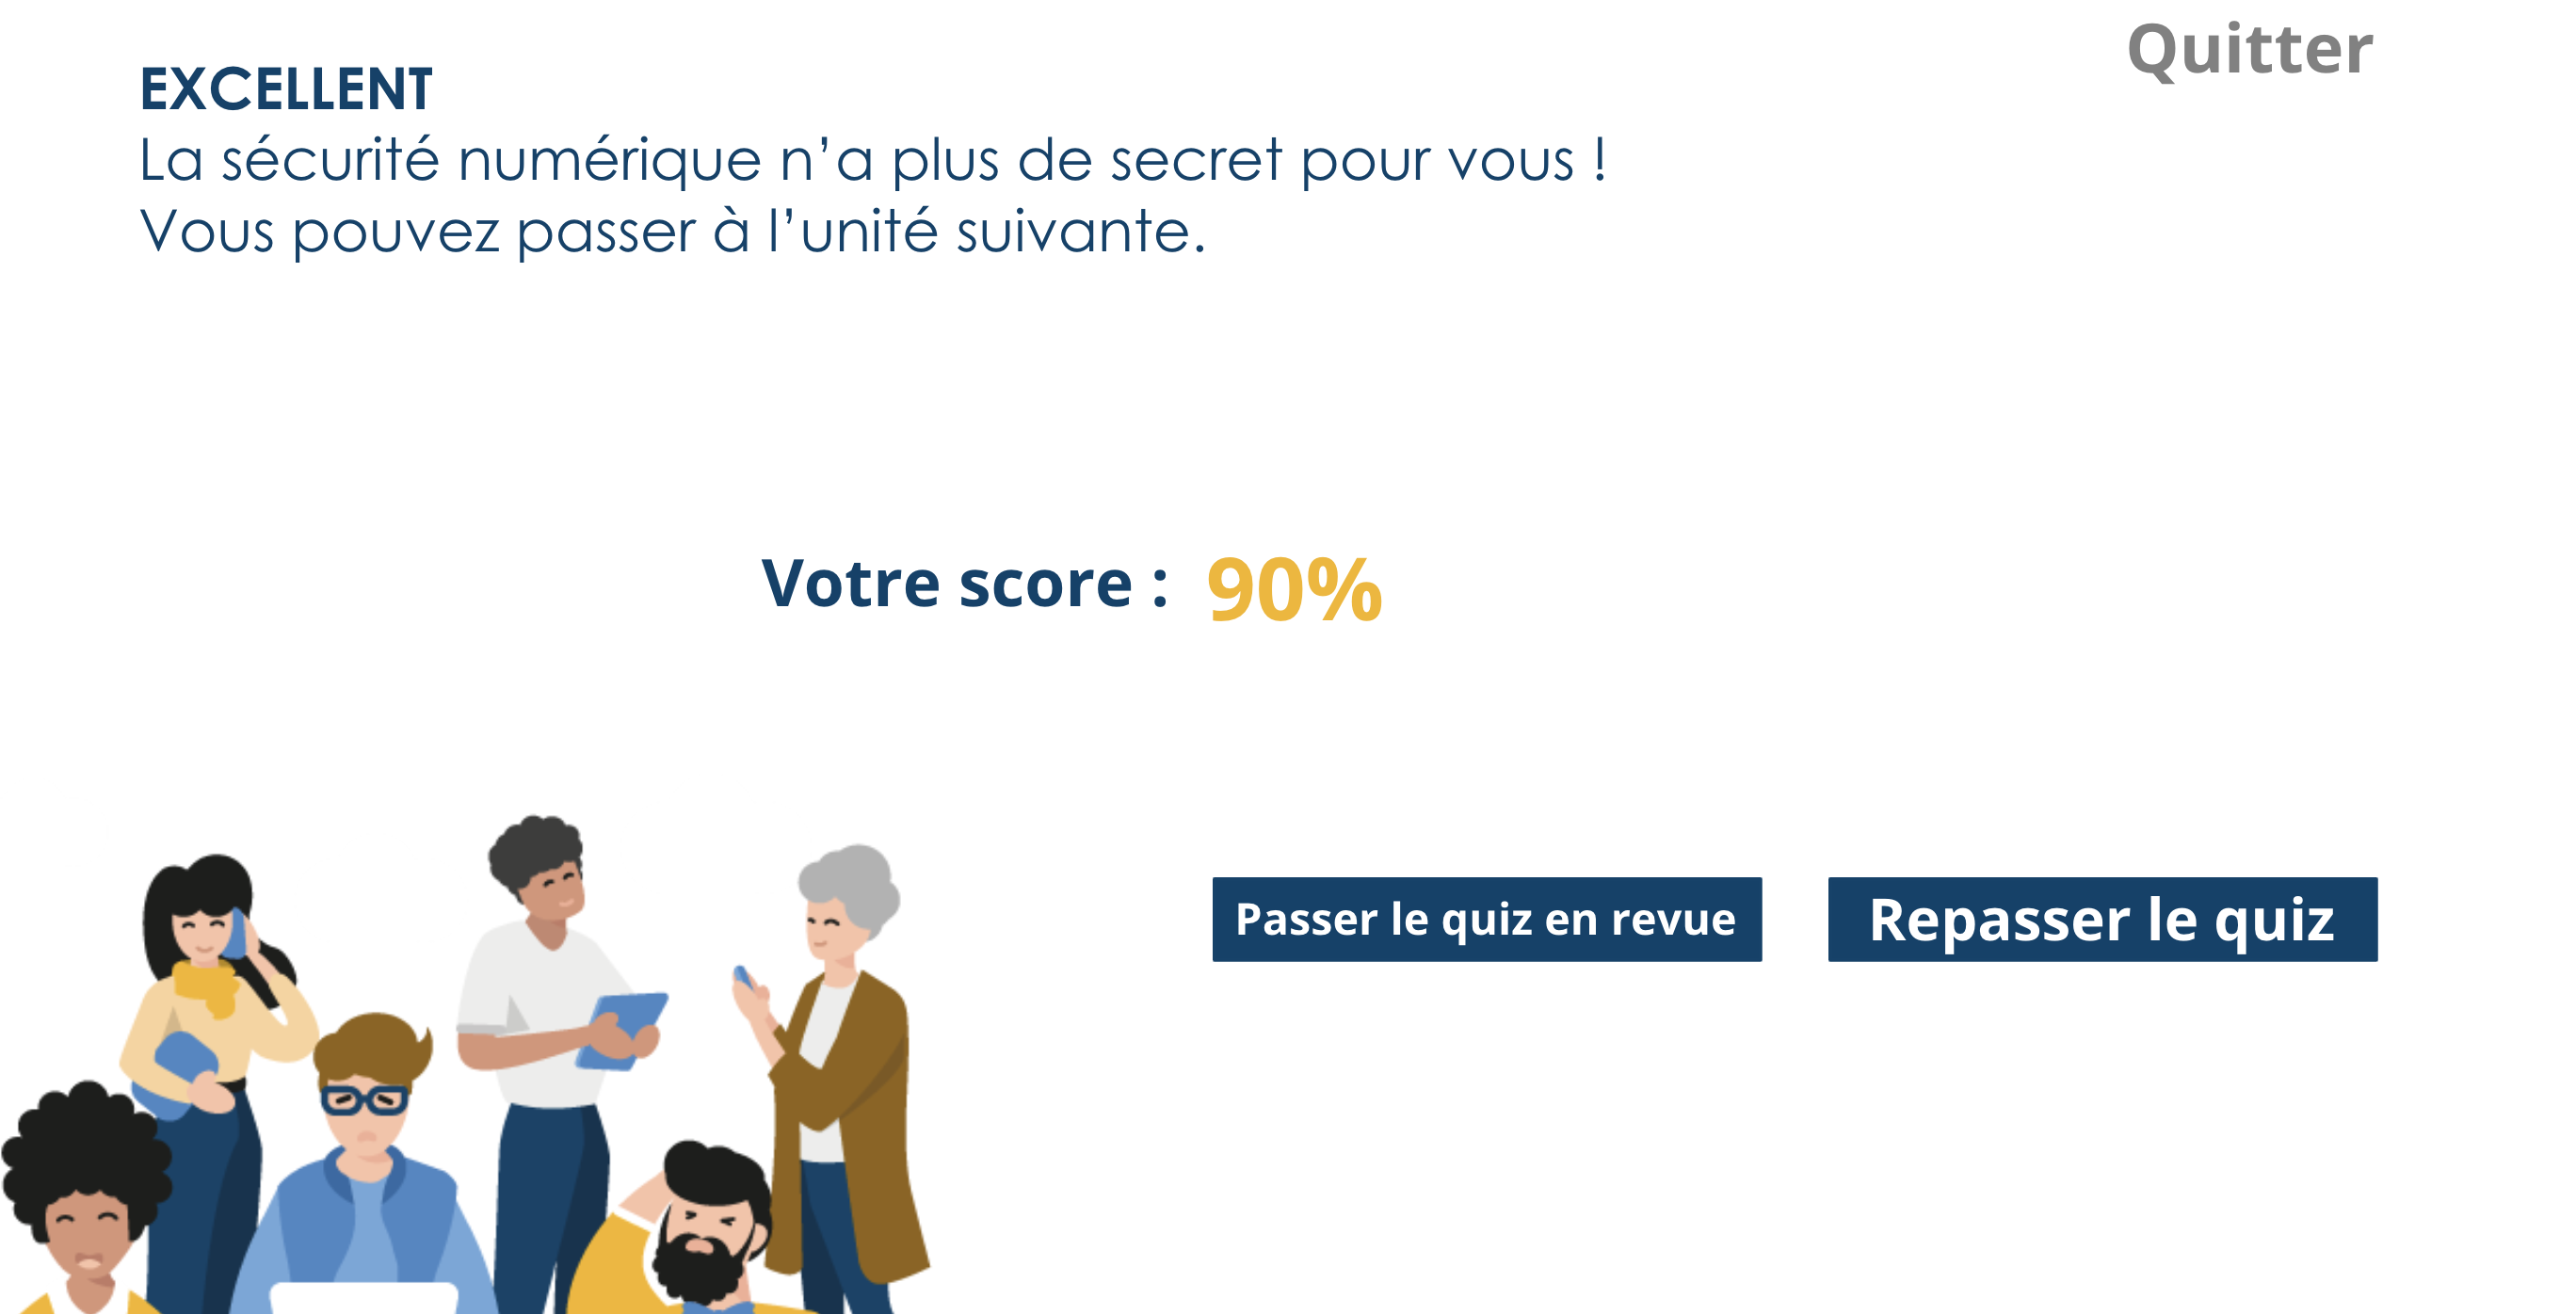 Quitter
EXCELLENT
La sécurité numérique n’a plus de secret pour vous !
Vous pouvez passer à l’unité suivante.
Votre score : 90%
Passer le quiz en revue
Repasser le quiz